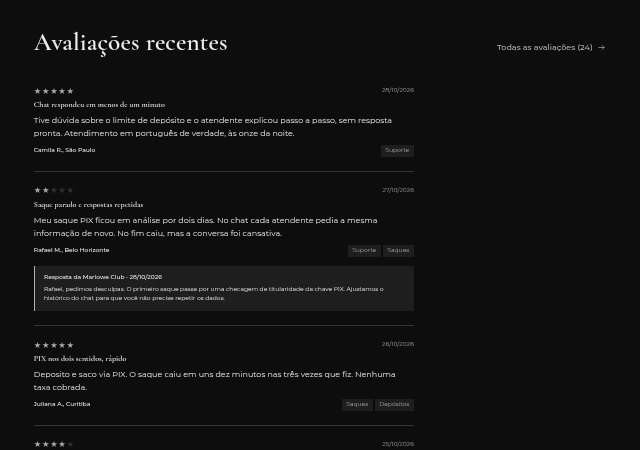 Avaliações recentes
Todas as avaliações (24) →
★★★★★
28/10/2026
Chat respondeu em menos de um minuto
Tive dúvida sobre o limite de depósito e o atendente explicou passo a passo, sem resposta
pronta. Atendimento em português de verdade, às onze da noite.
Camila R., São Paulo
Suporte
★★★★★
27/10/2026
Saque parado e respostas repetidas
Meu saque PIX ficou em análise por dois dias. No chat cada atendente pedia a mesma
informação de novo. No fim caiu, mas a conversa foi cansativa.
Rafael M., Belo Horizonte
Suporte Saques
Resposta da Marlowe Club · 28/10/2026
Rafael, pedimos desculpas. O primeiro saque passa por uma checagem de titularidade da chave PIX. Ajustamos o
histórico do chat para que você não precise repetir os dados.
★★★★★
26/10/2026
PIX nos dois sentidos, rápido
Deposito e saco via PIX. O saque caiu em uns dez minutos nas três vezes que fiz. Nenhuma
taxa cobrada.
Juliana A., Curitiba
Saques Depósitos
★★★★★
25/10/2026